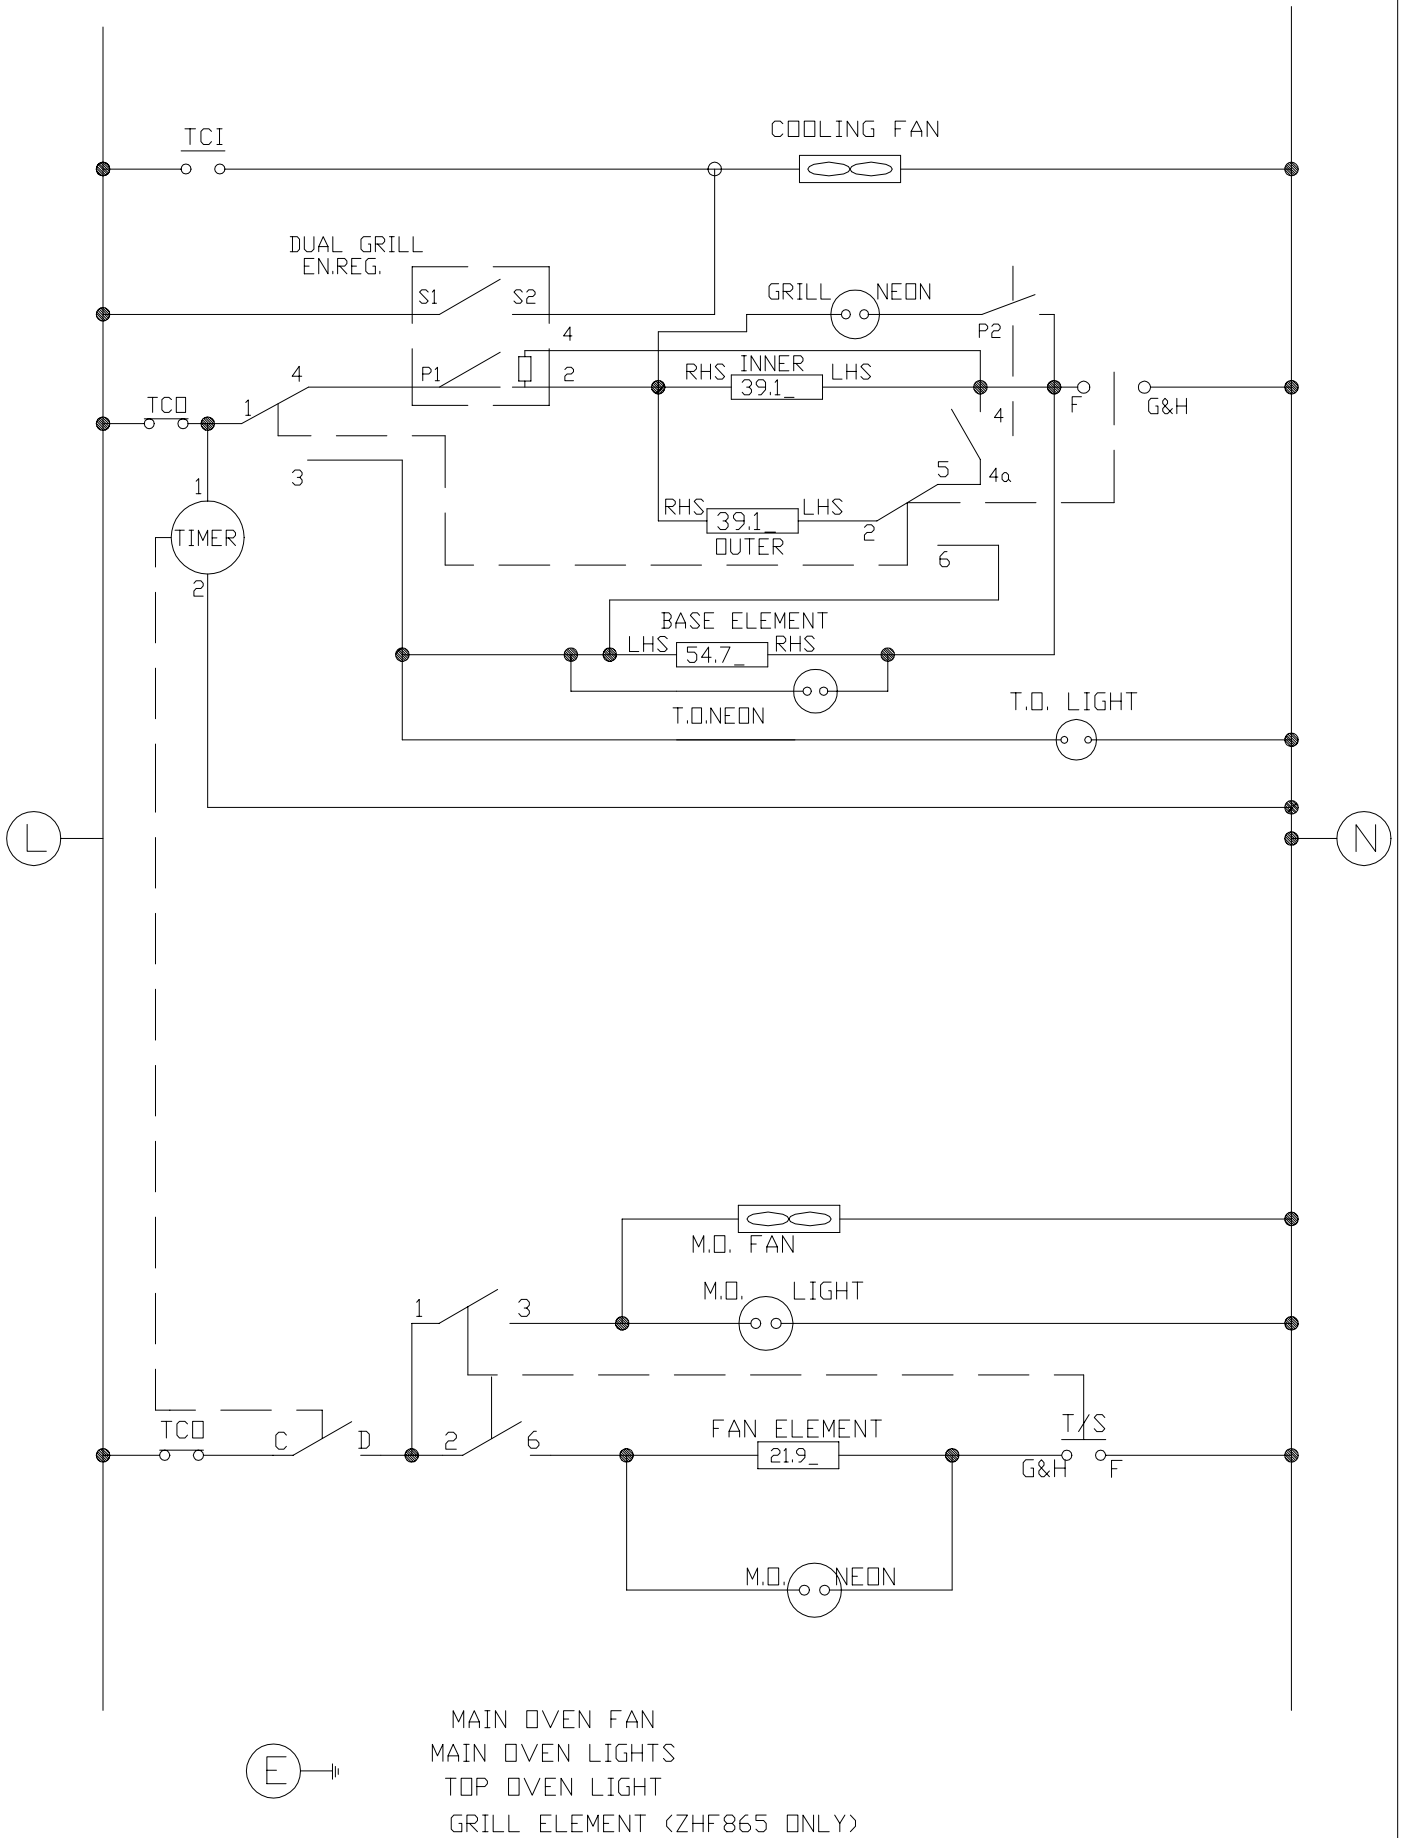 TCI
COOLING FAN
DUAL GRILL
EN.REG.
S1 S2
GRILL NEON
P2
4
P1
2
RHS INNER LHS
39.1_
4
TCO
1
F
G&H
4
3
5
4a
1
RHS LHS
39.1_
OUTER
2
TIMER
6
2
BASE ELEMENT
LHS RHS
54.7_
T.O.NEON
T.O. LIGHT
L
N
M.O. FAN
M.O. LIGHT
1 3
TCO
C D
2 6
FAN ELEMENT
21.9_
T/S
G&H F
M.O. NEON
MAIN OVEN FAN
MAIN OVEN LIGHTS
E
TOP OVEN LIGHT
GRILL ELEMENT (ZHF865 ONLY)